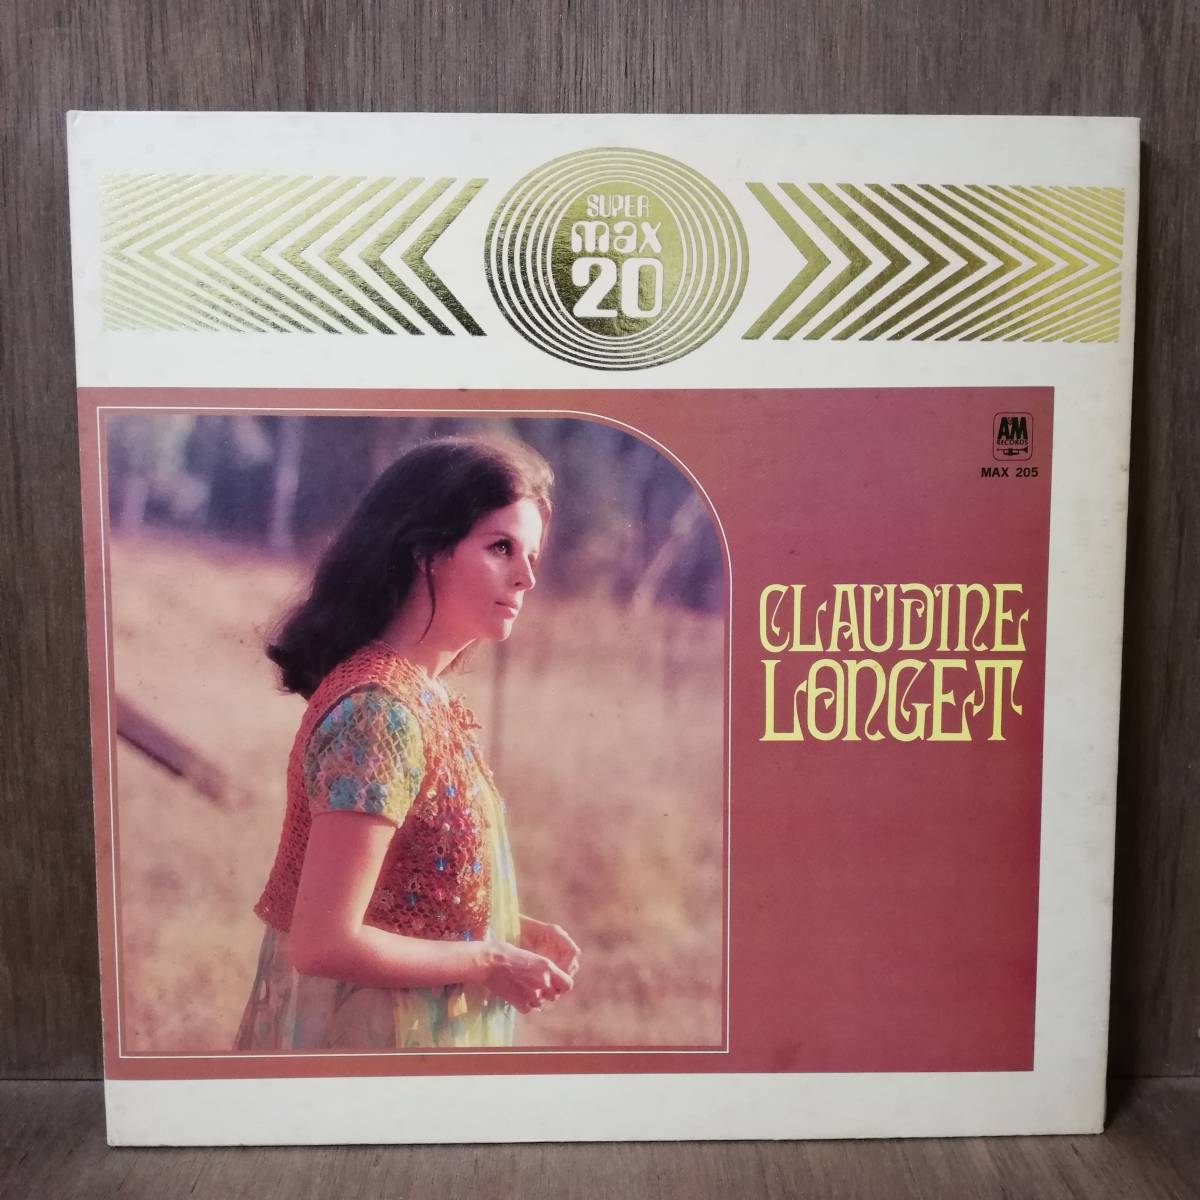 SUPER
max
20
A&M
RECORDS
MAX 205
CLAUDINE
LONGET